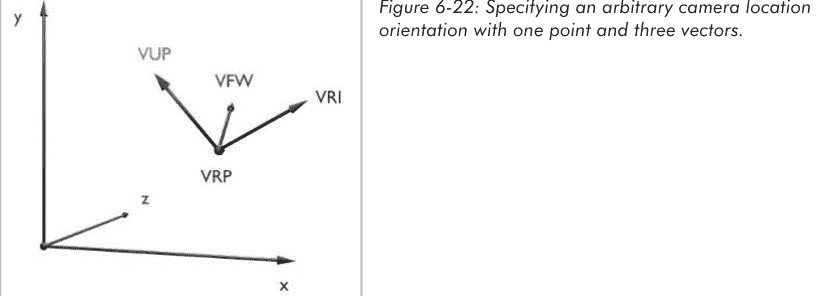 Figure 6-22: Specifying an arbitrary camera location
orientation with one point and three vectors.
y
VUP
VFW
VRI
VRP
z
x